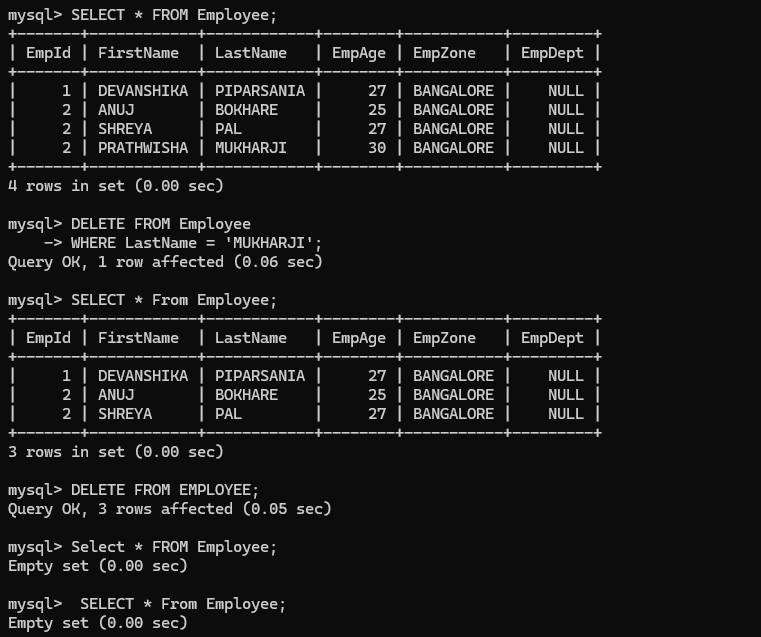 mysql> SELECT * FROM Employee;
+-------+------------+------------+--------+-----------+---------+
| EmpId | FirstName  | LastName   | EmpAge | EmpZone   | EmpDept |
+-------+------------+------------+--------+-----------+---------+
|     1 | DEVANSHIKA | PIPARSANIA |     27 | BANGALORE |    NULL |
|     2 | ANUJ       | BOKHARE    |     25 | BANGALORE |    NULL |
|     2 | SHREYA     | PAL        |     27 | BANGALORE |    NULL |
|     2 | PRATHWISHA | MUKHARJI   |     30 | BANGALORE |    NULL |
+-------+------------+------------+--------+-----------+---------+
4 rows in set (0.00 sec)

mysql> DELETE FROM Employee
    -> WHERE LastName = 'MUKHARJI';
Query OK, 1 row affected (0.06 sec)

mysql> SELECT * From Employee;
+-------+------------+------------+--------+-----------+---------+
| EmpId | FirstName  | LastName   | EmpAge | EmpZone   | EmpDept |
+-------+------------+------------+--------+-----------+---------+
|     1 | DEVANSHIKA | PIPARSANIA |     27 | BANGALORE |    NULL |
|     2 | ANUJ       | BOKHARE    |     25 | BANGALORE |    NULL |
|     2 | SHREYA     | PAL        |     27 | BANGALORE |    NULL |
+-------+------------+------------+--------+-----------+---------+
3 rows in set (0.00 sec)

mysql> DELETE FROM EMPLOYEE;
Query OK, 3 rows affected (0.05 sec)

mysql> Select * FROM Employee;
Empty set (0.00 sec)

mysql>  SELECT * From Employee;
Empty set (0.00 sec)